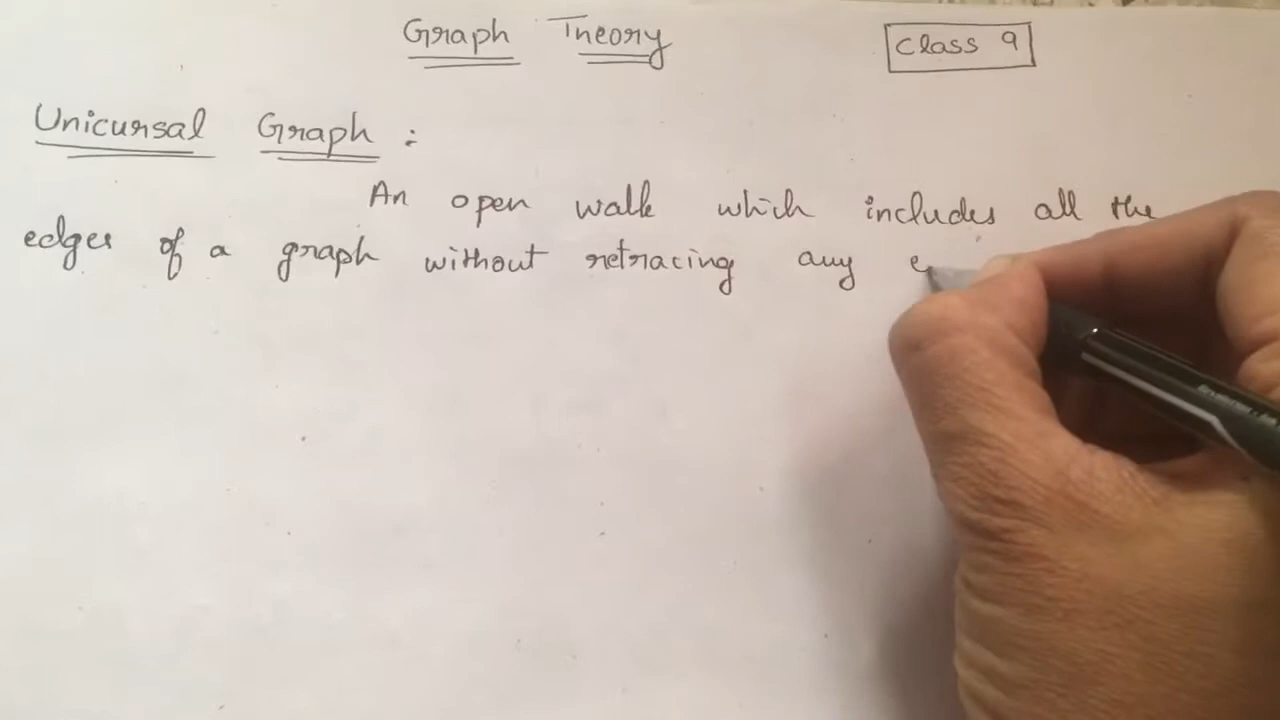 Graph Theory
Class 9
Unicursal Graph :
An open walk which includes all the
edges of a graph without retracing any e